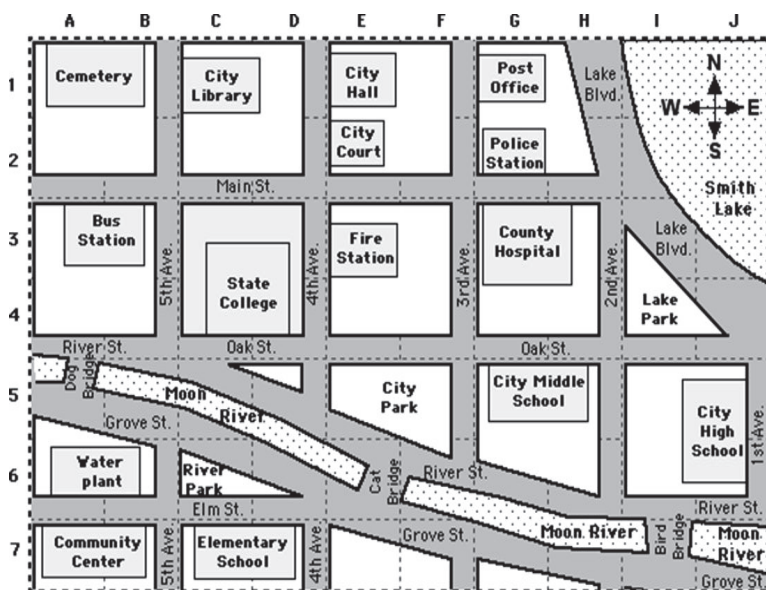 A B C D E F G H I J
1
Cemetery
City
Library
City
Hall
Post
Office
Lake
Blvd.
N
W E
S
2
City
Court
Police
Station
Main St.
Smith
Lake
3
Bus
Station
5th Ave.
State
College
4th Ave.
Fire
Station
3rd Ave.
County
Hospital
2nd Ave.
Lake
Blvd.
4
Lake
Park
River St.
Oak St.
Oak St.
5
Dog
Bridge
Moon
River
Grove St.
City
Park
City Middle
School
City
High
School
1st Ave.
6
Water
plant
River
Park
Cat
Bridge
River St.
Elm St.
River St.
7
Community
Center
5th Ave.
Elementary
School
4th Ave.
Grove St.
Moon River
Bird
Bridge
Moon
River
Grove St.